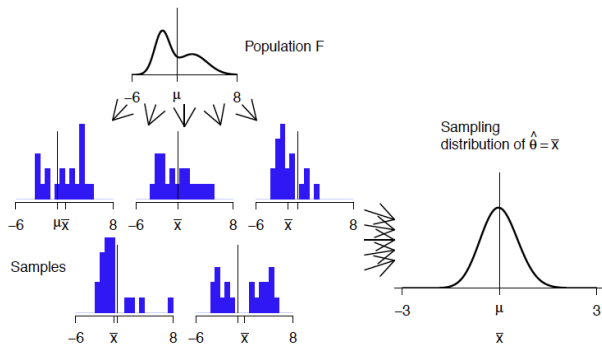 Population F
-6 μ 8
-6 μx̄ 8
-6 x̄ 8
-6 x̄ 8
Sampling
distribution of θ̂ = x̄
Samples
-6 x̄ 8
-6 x̄ 8
-3 μ 3
x̄